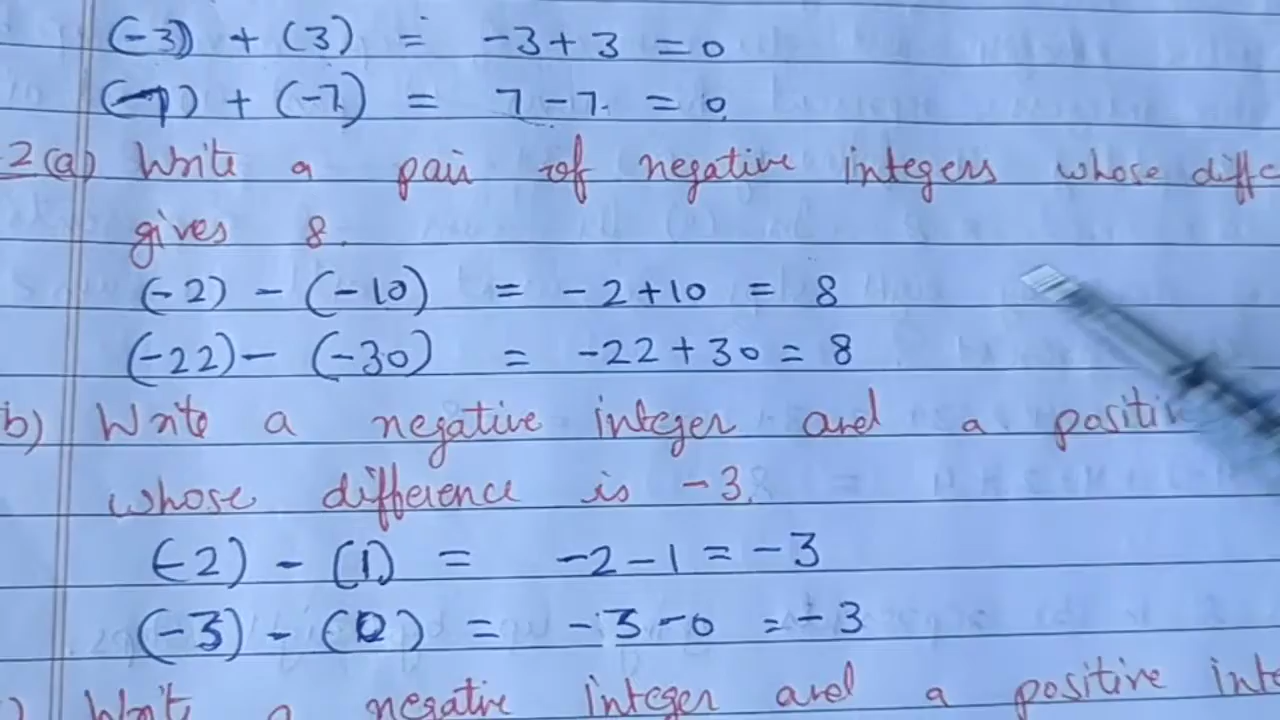 (-3) + (3) = -3+3 = 0
(-7) + (-7) = 7-7. = 0
2(a) Write a pair of negative integers whose diffe
gives 8.
(-2) - (-10) = -2+10 = 8
(-22) - (-30) = -22+30 = 8
b) Write a negative integer and a positiv
whose difference is -3.
(-2) - (1) = -2-1 = -3
(-3) - (0) = -3-0 = -3
) Write a negative integer and a positive inte